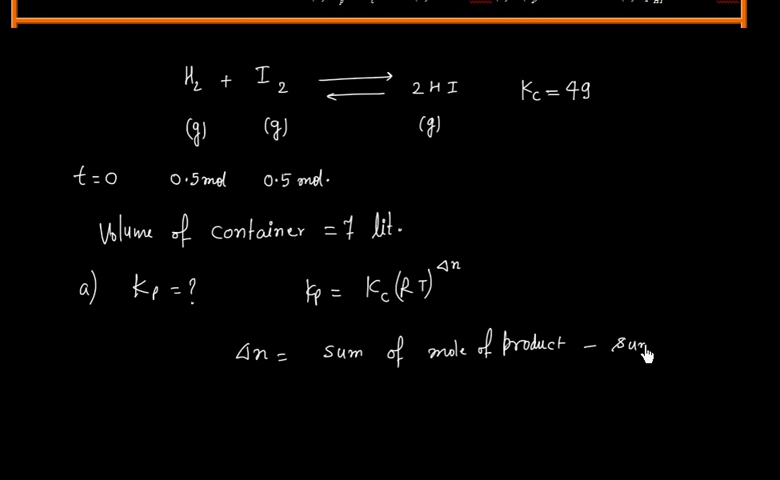 H₂ + I₂ ⇌ 2HI Kc = 49
(g) (g) (g)
t=0 0.5 mol 0.5 mol.
Volume of container = 7 lit.
a) Kp = ? Kp = Kc (RT)^Δn
Δn = sum of mole of product – sum